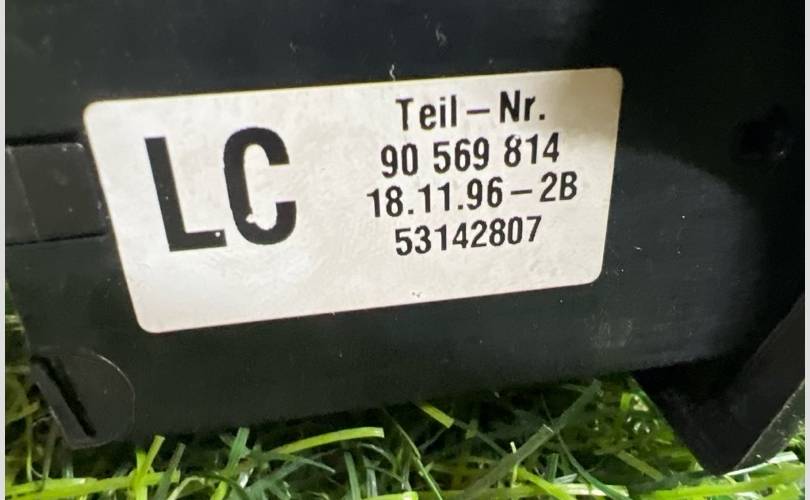 LC
Teil – Nr.
90 569 814
18.11.96 – 2B
53142807